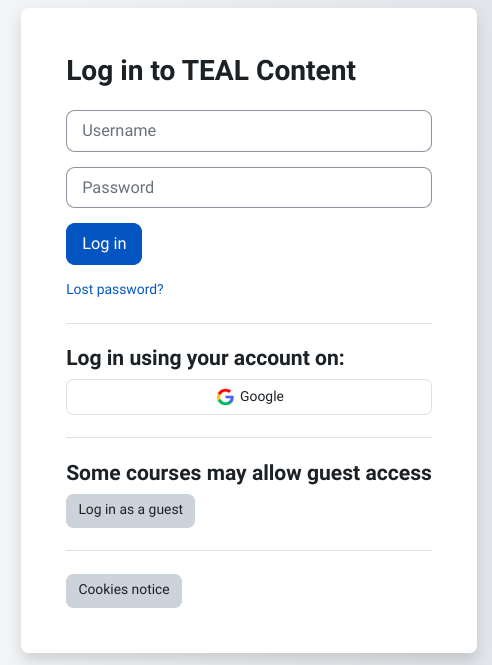 Log in to TEAL Content
Username
Password
Log in
Lost password?
Log in using your account on:
Google
Some courses may allow guest access
Log in as a guest
Cookies notice